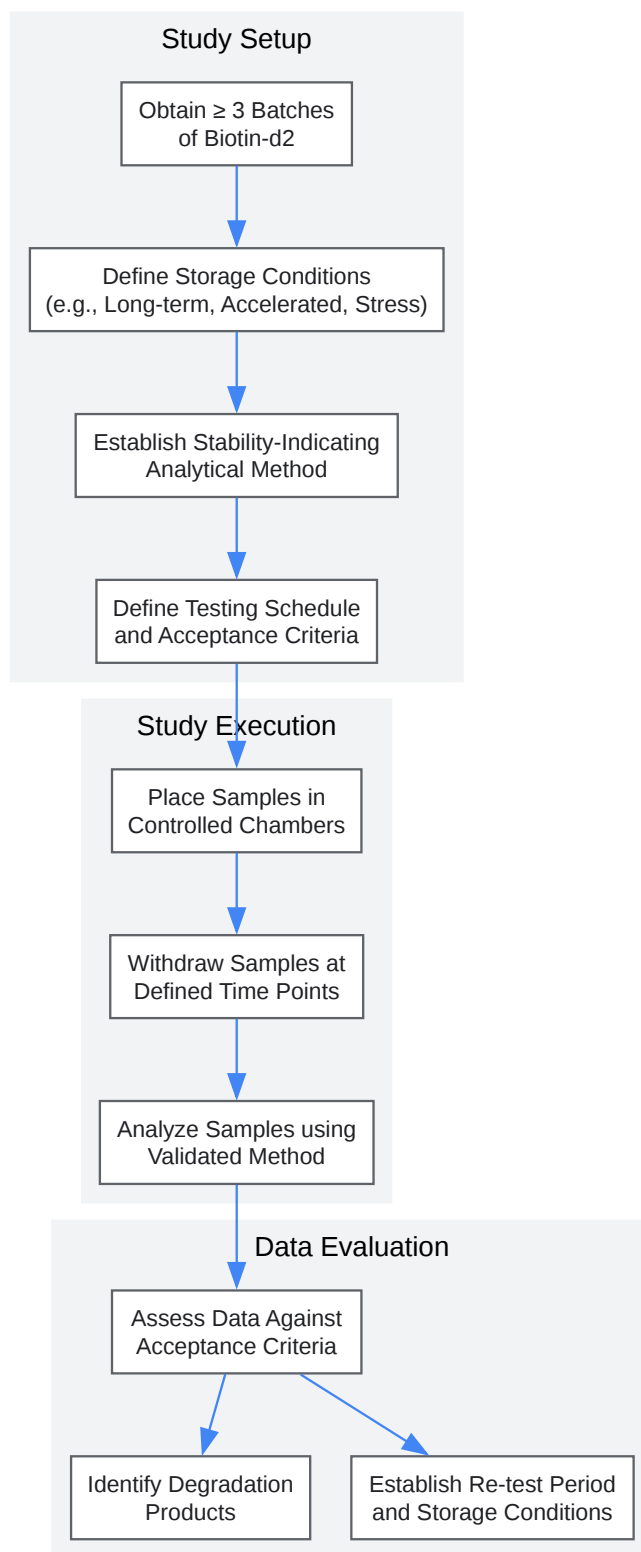 Study Setup
Obtain ≥ 3 Batches
of Biotin-d2
Define Storage Conditions
(e.g., Long-term, Accelerated, Stress)
Establish Stability-Indicating
Analytical Method
Define Testing Schedule
and Acceptance Criteria
Study Execution
Place Samples in
Controlled Chambers
Withdraw Samples at
Defined Time Points
Analyze Samples using
Validated Method
Data Evaluation
Assess Data Against
Acceptance Criteria
Identify Degradation
Products
Establish Re-test Period
and Storage Conditions